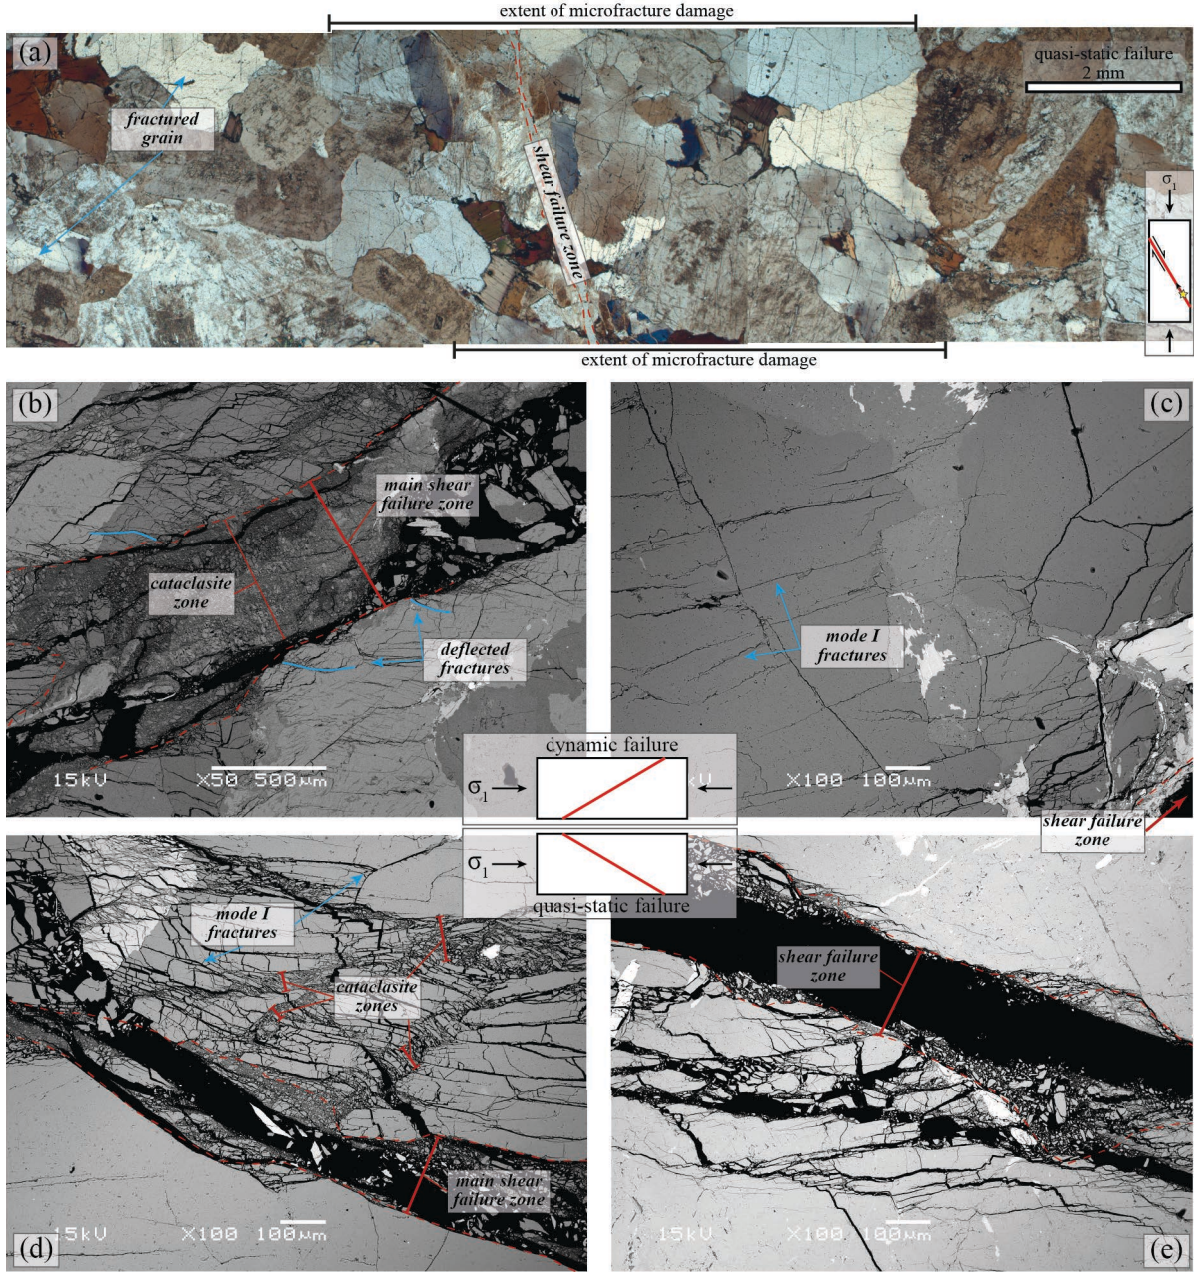 extent of microfracture damage
(a)
quasi-static failure
2 mm
fractured
grain
shear failure zone
σ1
extent of microfracture damage
(b)
main shear
failure zone
cataclasite
zone
deflected
fractures
15kV X50 500μm
(c)
mode I
fractures
X100 100μm
shear failure
zone
cynamic failure
σ1
σ1
quasi-static failure
mode I
fractures
cataclasite
zones
main shear
failure zone
15kV X100 100μm
(d)
shear failure
zone
15kV X100 100μm
(e)